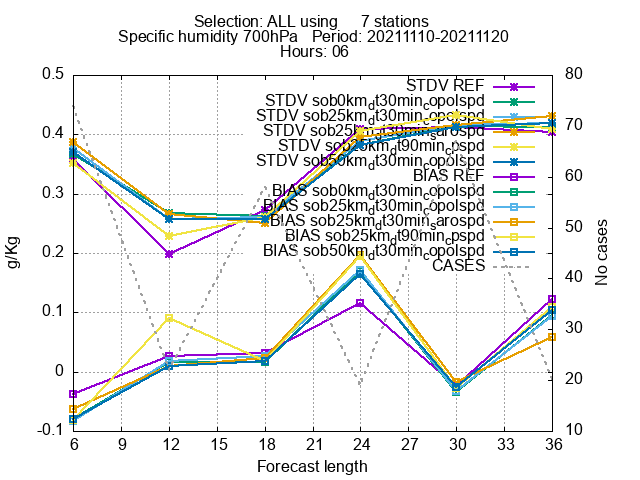 Selection: ALL using 7 stations
Specific humidity 700hPa Period: 20211110-20211120
Hours: 06
0.5
0.4
0.3
0.2
0.1
0
-0.1
g/Kg
80
70
60
50
40
30
20
10
No cases
STDV REF
STDV sob0km_dt30min_copolspd
STDV sob25km_dt30min_copolspd
STDV sob25km_dt30min_sarospd
STDV sob25km_dt90min_cpspd
STDV sob50km_dt30min_copolspd
BIAS REF
BIAS sob0km_dt30min_copolspd
BIAS sob25km_dt30min_copolspd
BIAS sob25km_dt30min_sarospd
BIAS sob25km_dt90min_cpspd
BIAS sob50km_dt30min_copolspd
CASES
6 9 12 15 18 21 24 27 30 33 36
Forecast length